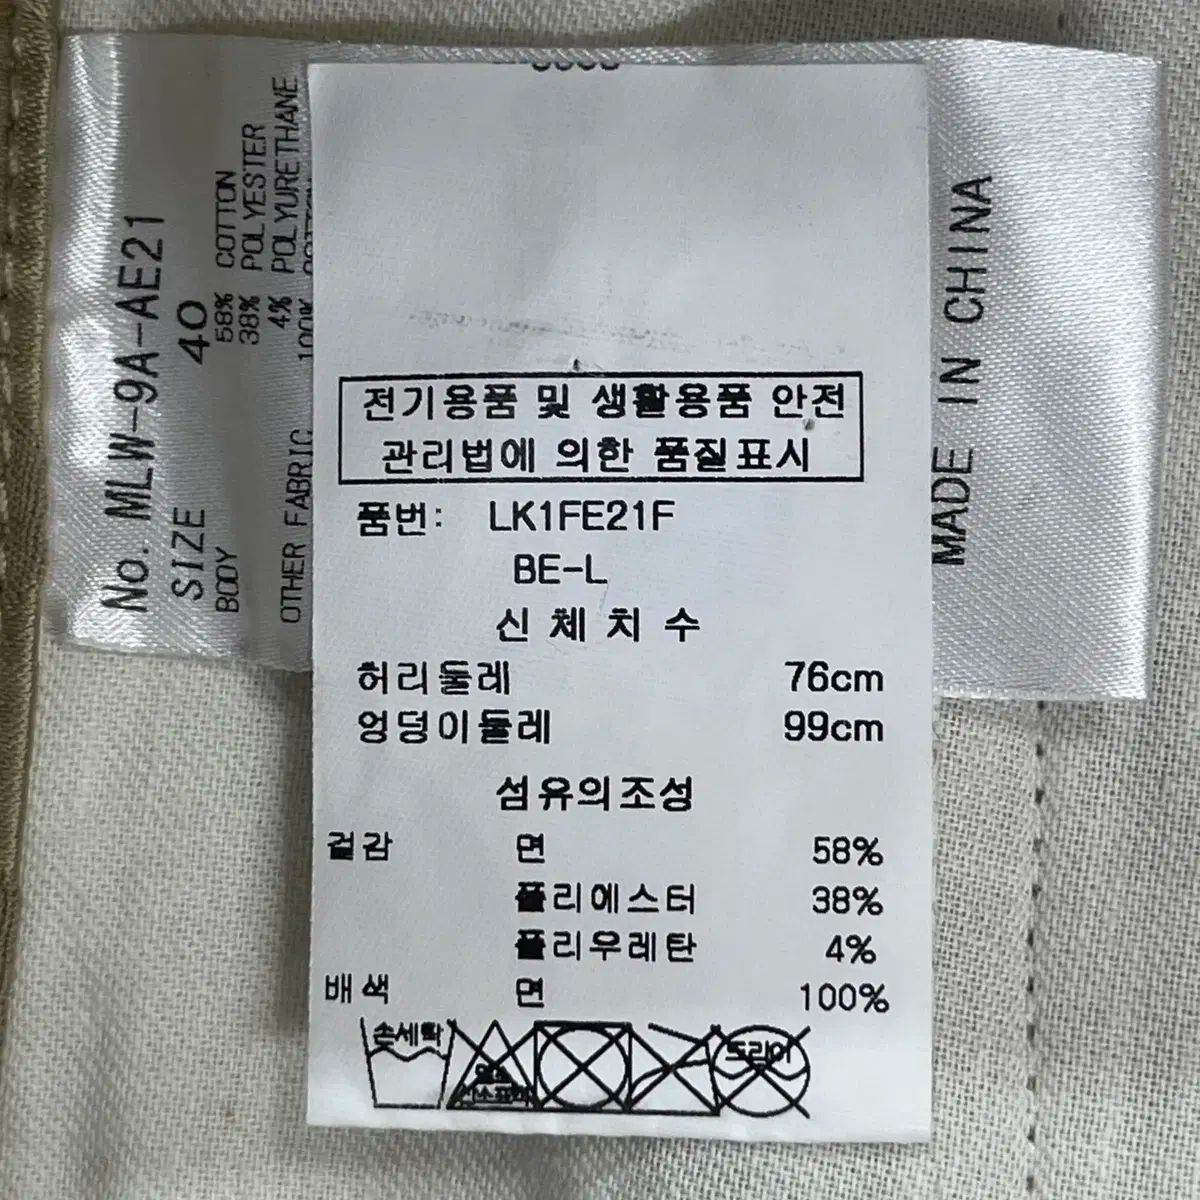 전기용품 및 생활용품 안전
관리법에 의한 품질표시
품번: LK1FE21F
BE-L
신체치수
허리둘레 76cm
엉덩이둘레 99cm
섬유의조성
겉감 면 58%
폴리에스터 38%
폴리우레탄 4%
배색 면 100%
손세탁
드라이
No. MLW-9A-AE21
SIZE 40
BODY 58% COTTON
38% POLYESTER
4% POLYURETHANE
OTHER FABRIC 100% COTTON
MADE IN CHINA